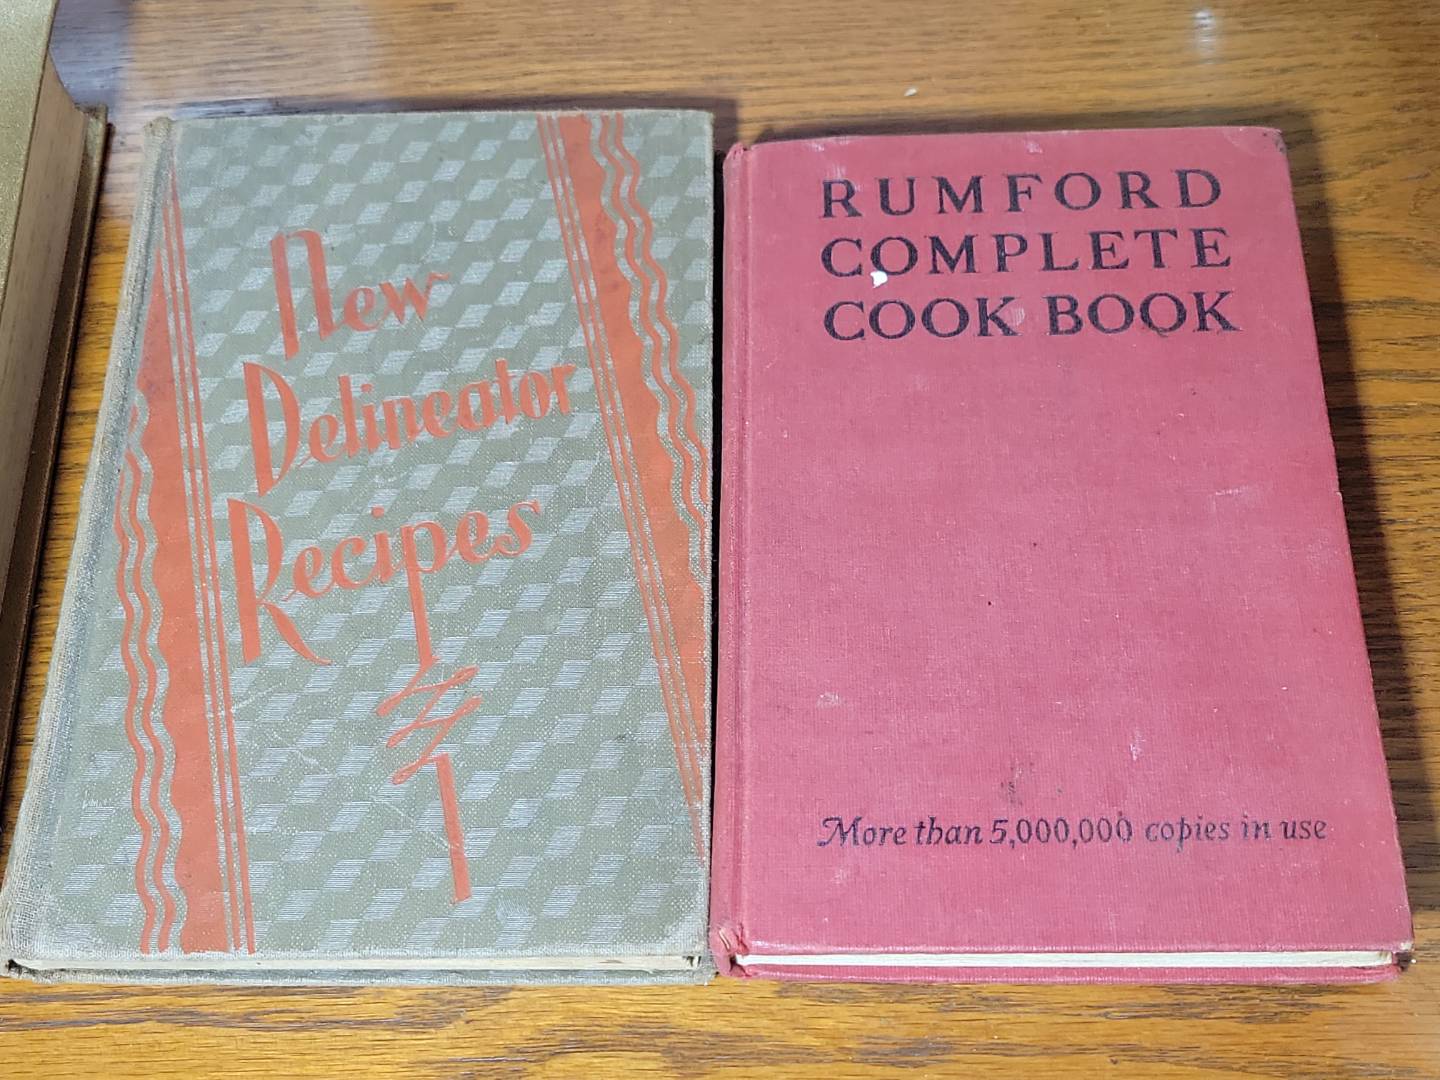 New
Delineator
Recipes
RUMFORD
COMPLETE
COOK BOOK
More than 5,000,000 copies in use